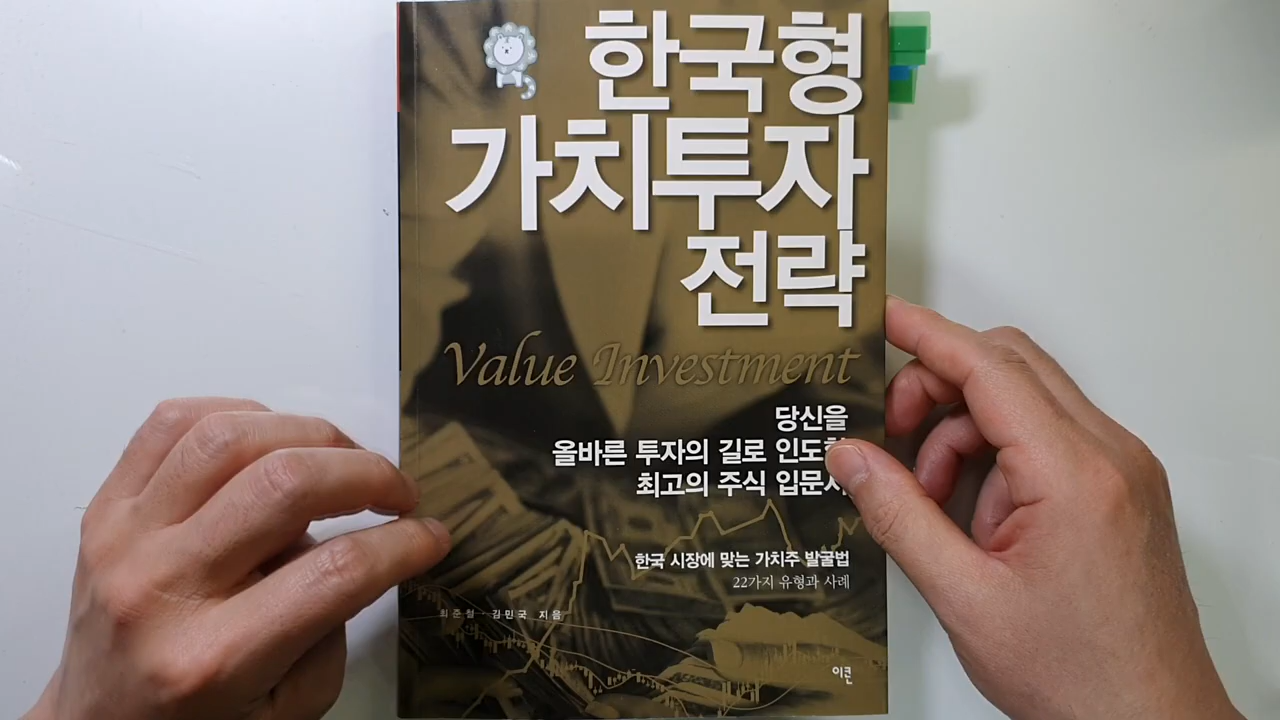 한국형
가치투자
전략
Value Investment
당신을
올바른 투자의 길로 인도할
최고의 주식 입문서
한국 시장에 맞는 가치주 발굴법
22가지 유형과 사례
최준철 · 김민국 지음
이콘